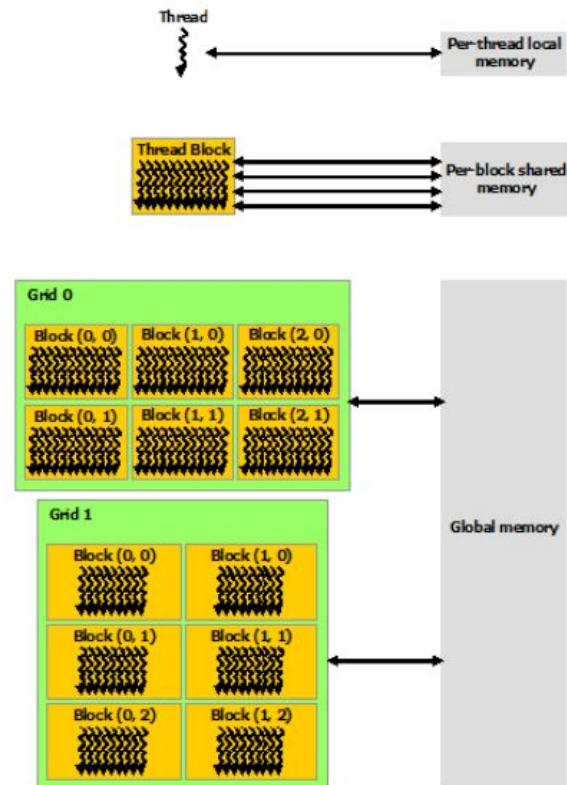 Thread
Per-thread local
memory
Thread Block
Per-block shared
memory
Grid 0
Block (0, 0)
Block (1, 0)
Block (2, 0)
Block (0, 1)
Block (1, 1)
Block (2, 1)
Global memory
Grid 1
Block (0, 0)
Block (1, 0)
Block (0, 1)
Block (1, 1)
Block (0, 2)
Block (1, 2)